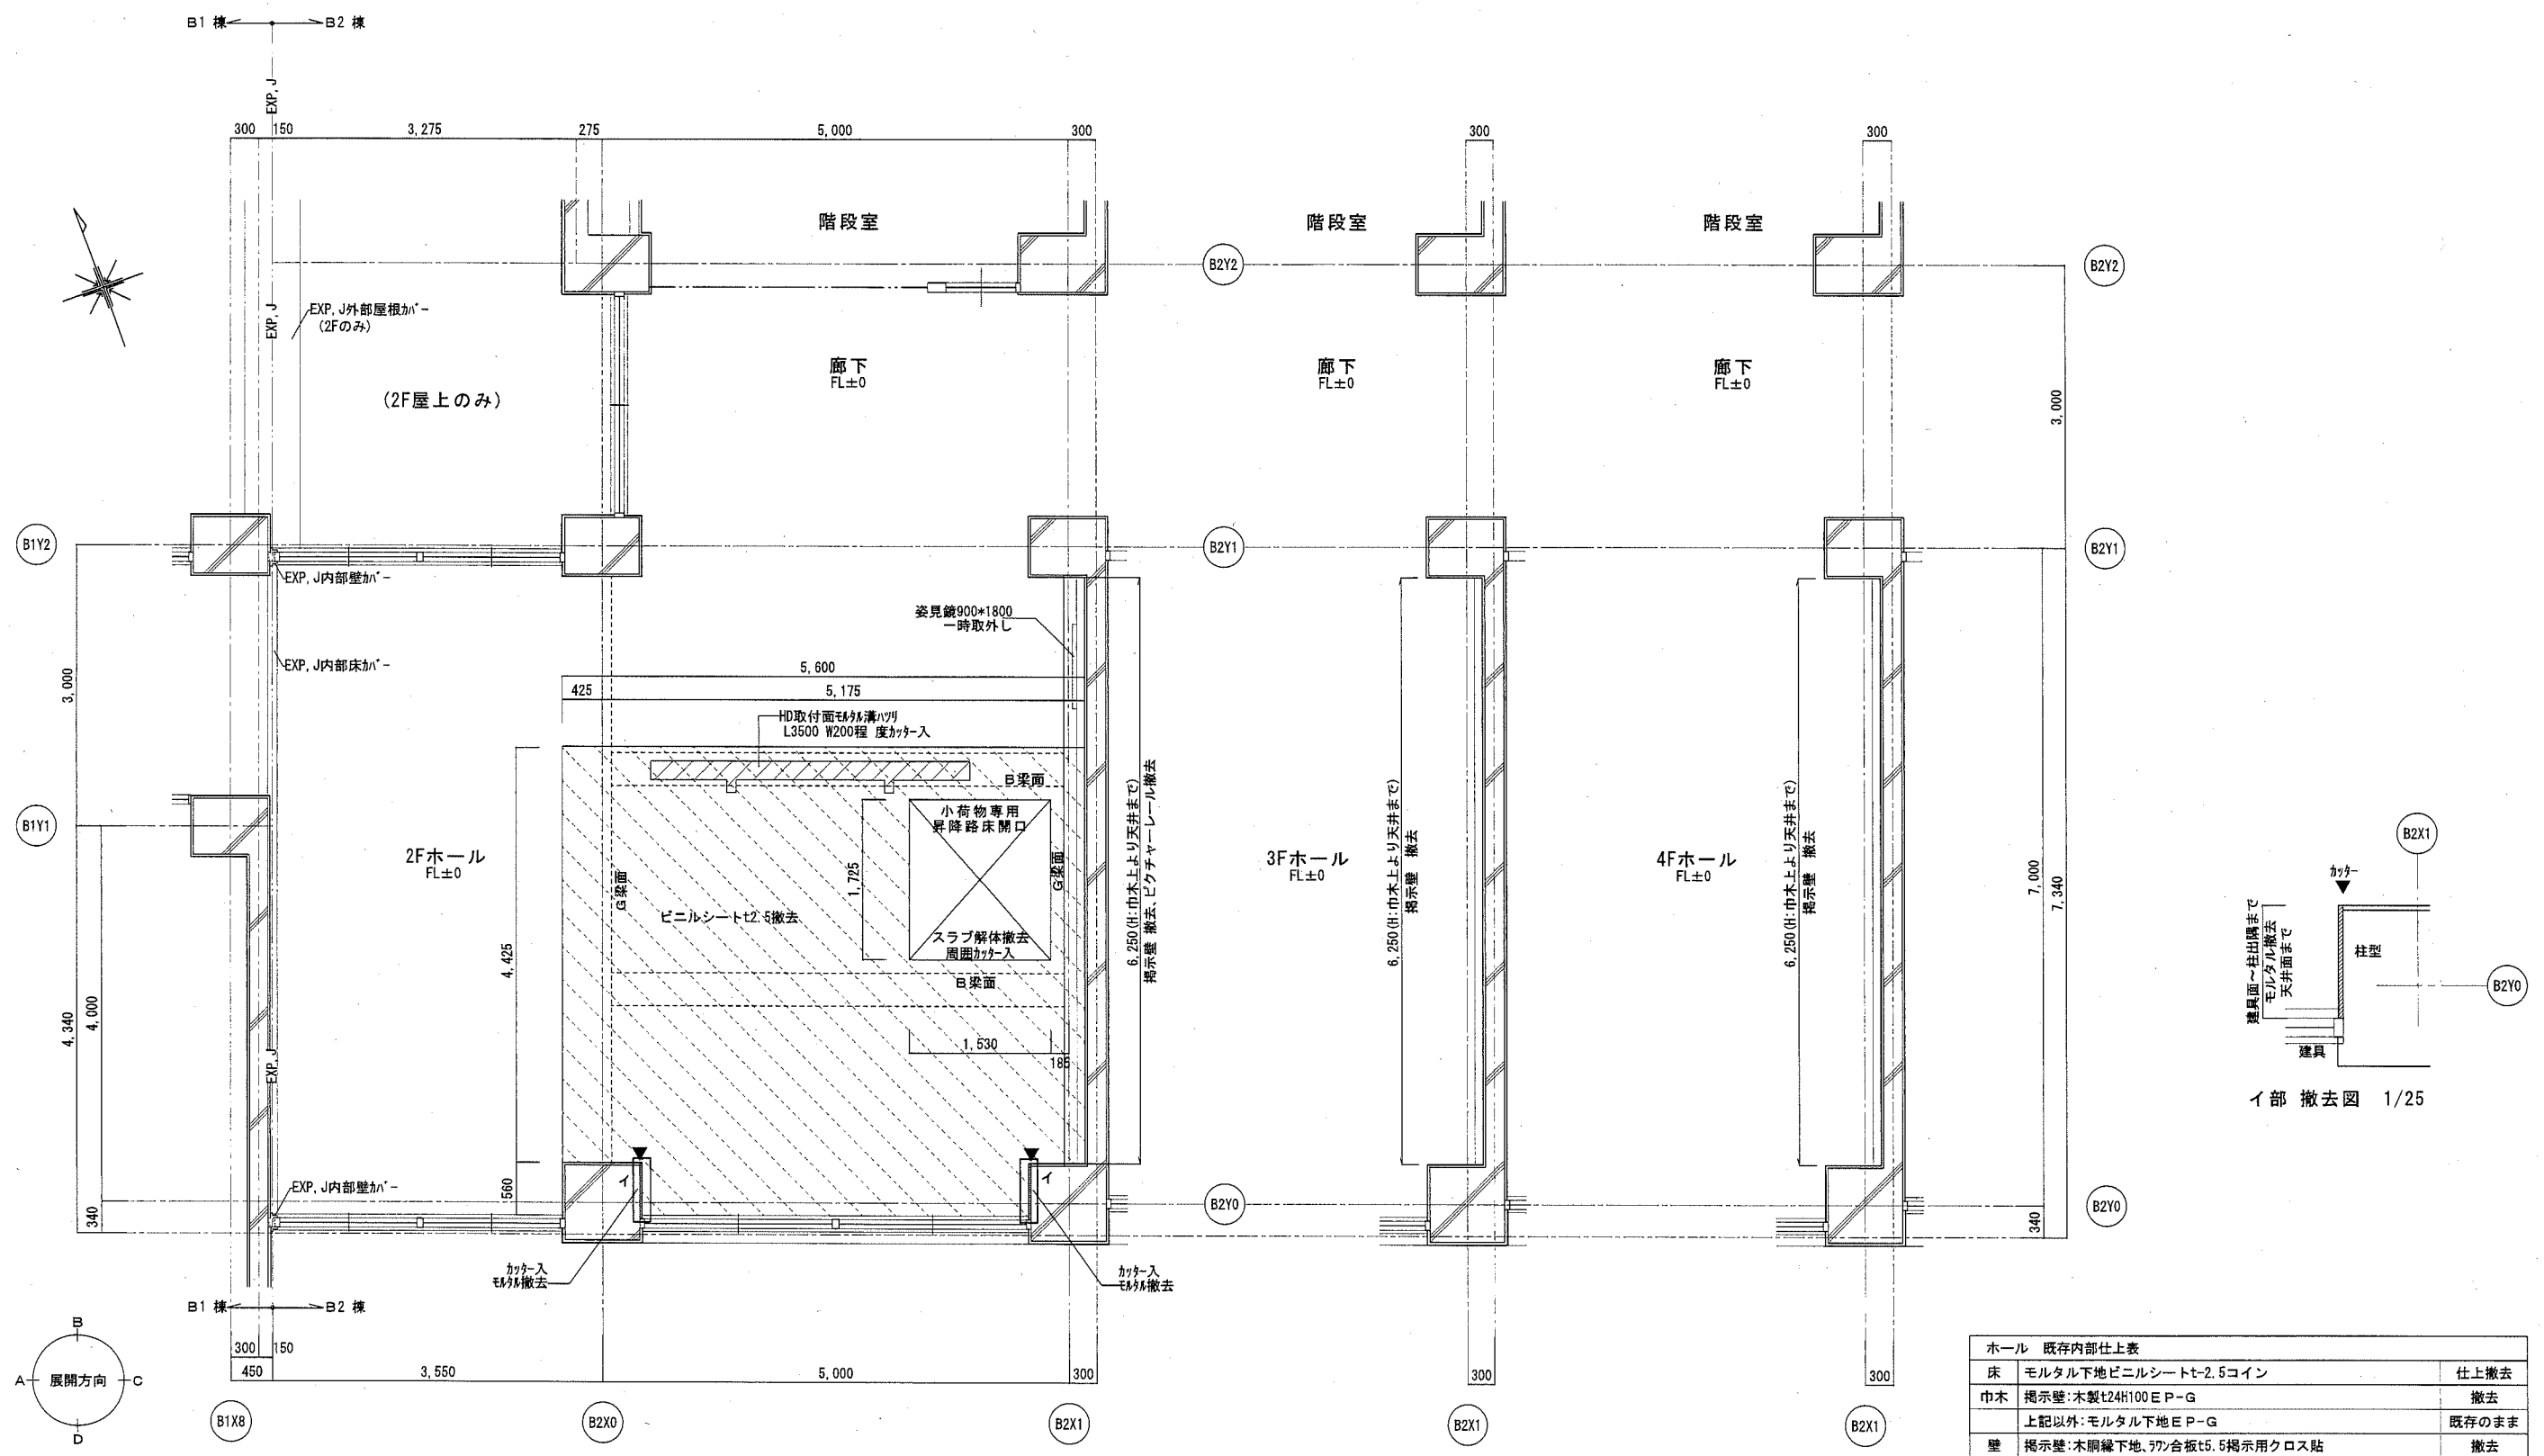 B1 棟 B2 棟
EXP, J
300 150 3,275 275 5,000 300
300
300
階段室
階段室
階段室
B2Y2
B2Y2
EXP, J
EXP, J外部屋根カバー
(2Fのみ)
(2F屋上のみ)
廊下
FL±0
廊下
FL±0
廊下
FL±0
3,000
B1Y2
B2Y1
B2Y1
EXP, J内部壁カバー
姿見鏡900*1800
一時取外し
EXP, J内部床カバー
3,000
5,600
425 5,175
HD取付面モルタル溝ハツリ
L3500 W200程 度カッター入
B梁面
小荷物専用
昇降路床開口
1,725
スラブ解体撤去
周囲カッター入
G梁面
G梁面
B梁面
ビニルシートt2.5撤去
4,425
1,530
185
560
6,250(H:巾木上より天井まで)
掲示壁 撤去、ピクチャーレール撤去
6,250(H:巾木上より天井まで)
掲示壁 撤去
6,250(H:巾木上より天井まで)
掲示壁 撤去
B1Y1
2Fホール
FL±0
3Fホール
FL±0
4Fホール
FL±0
7,000
7,340
340
4,340
4,000
340
EXP, J
EXP, J内部壁カバー
イ
イ
B2Y0
B2Y0
カッター入
モルタル撤去
カッター入
モルタル撤去
B2X1
カッター
建具面~柱出隅まで
モルタル撤去
天井面まで
柱型
B2Y0
建具
イ部 撤去図 1/25
B1 棟 B2 棟
300 150
450 3,550 5,000 300
300
300
B
A 展開方向 C
D
B1X8
B2X0
B2X1
B2X1
B2X1
ホール 既存内部仕上表
床 モルタル下地ビニルシートt-2.5コイン 仕上撤去
巾木 掲示壁:木製t24H100EP-G 撤去
上記以外:モルタル下地EP-G 既存のまま
壁 掲示壁:木胴縁下地、ラワン合板t5.5掲示用クロス貼 撤去